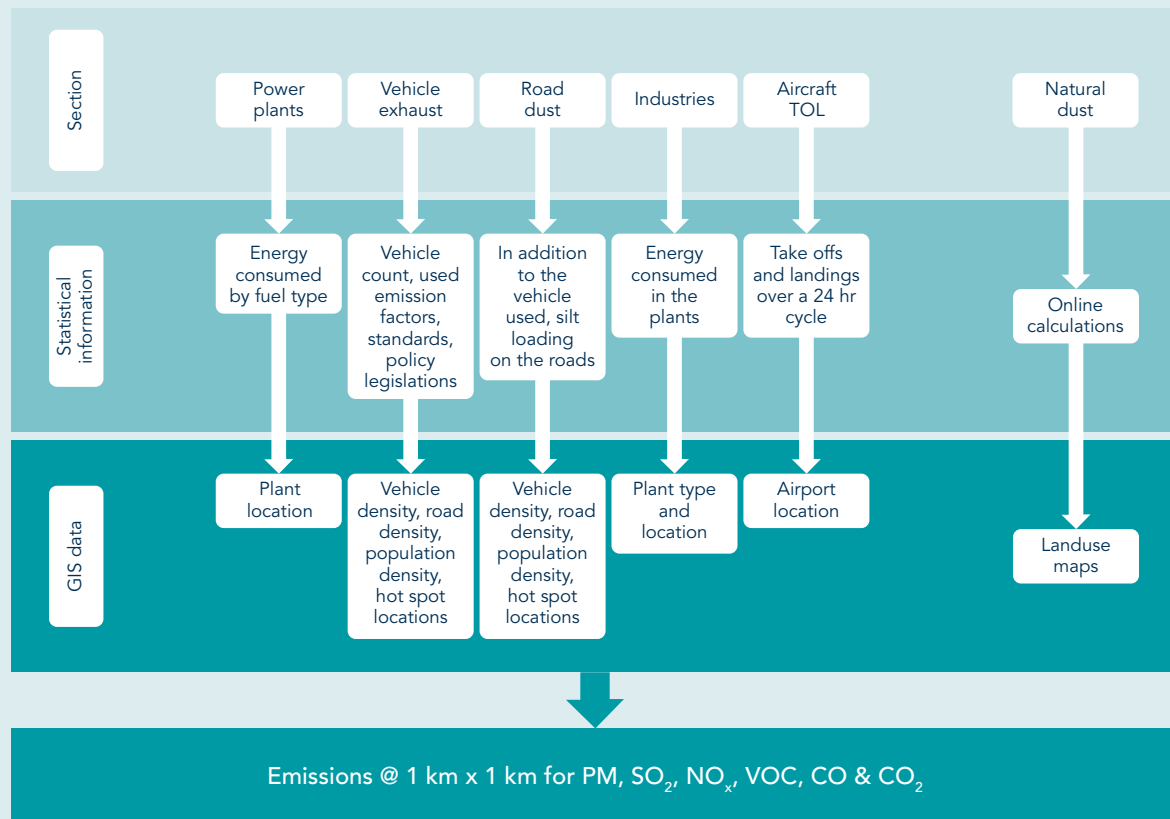 Section
Power
plants
Vehicle
exhaust
Road
dust
Industries
Aircraft
TOL
Natural
dust
Statistical
information
Energy
consumed
by fuel type
Vehicle
count, used
emission
factors,
standards,
policy
legislations
In addition
to the
vehicle
used, silt
loading
on the roads
Energy
consumed
in the
plants
Take offs
and landings
over a 24 hr
cycle
Online
calculations
GIS data
Plant
location
Vehicle
density, road
density,
population
density,
hot spot
locations
Vehicle
density, road
density,
population
density,
hot spot
locations
Plant type
and
location
Airport
location
Landuse
maps
Emissions @ 1 km x 1 km for PM, SO₂, NOₓ, VOC, CO & CO₂